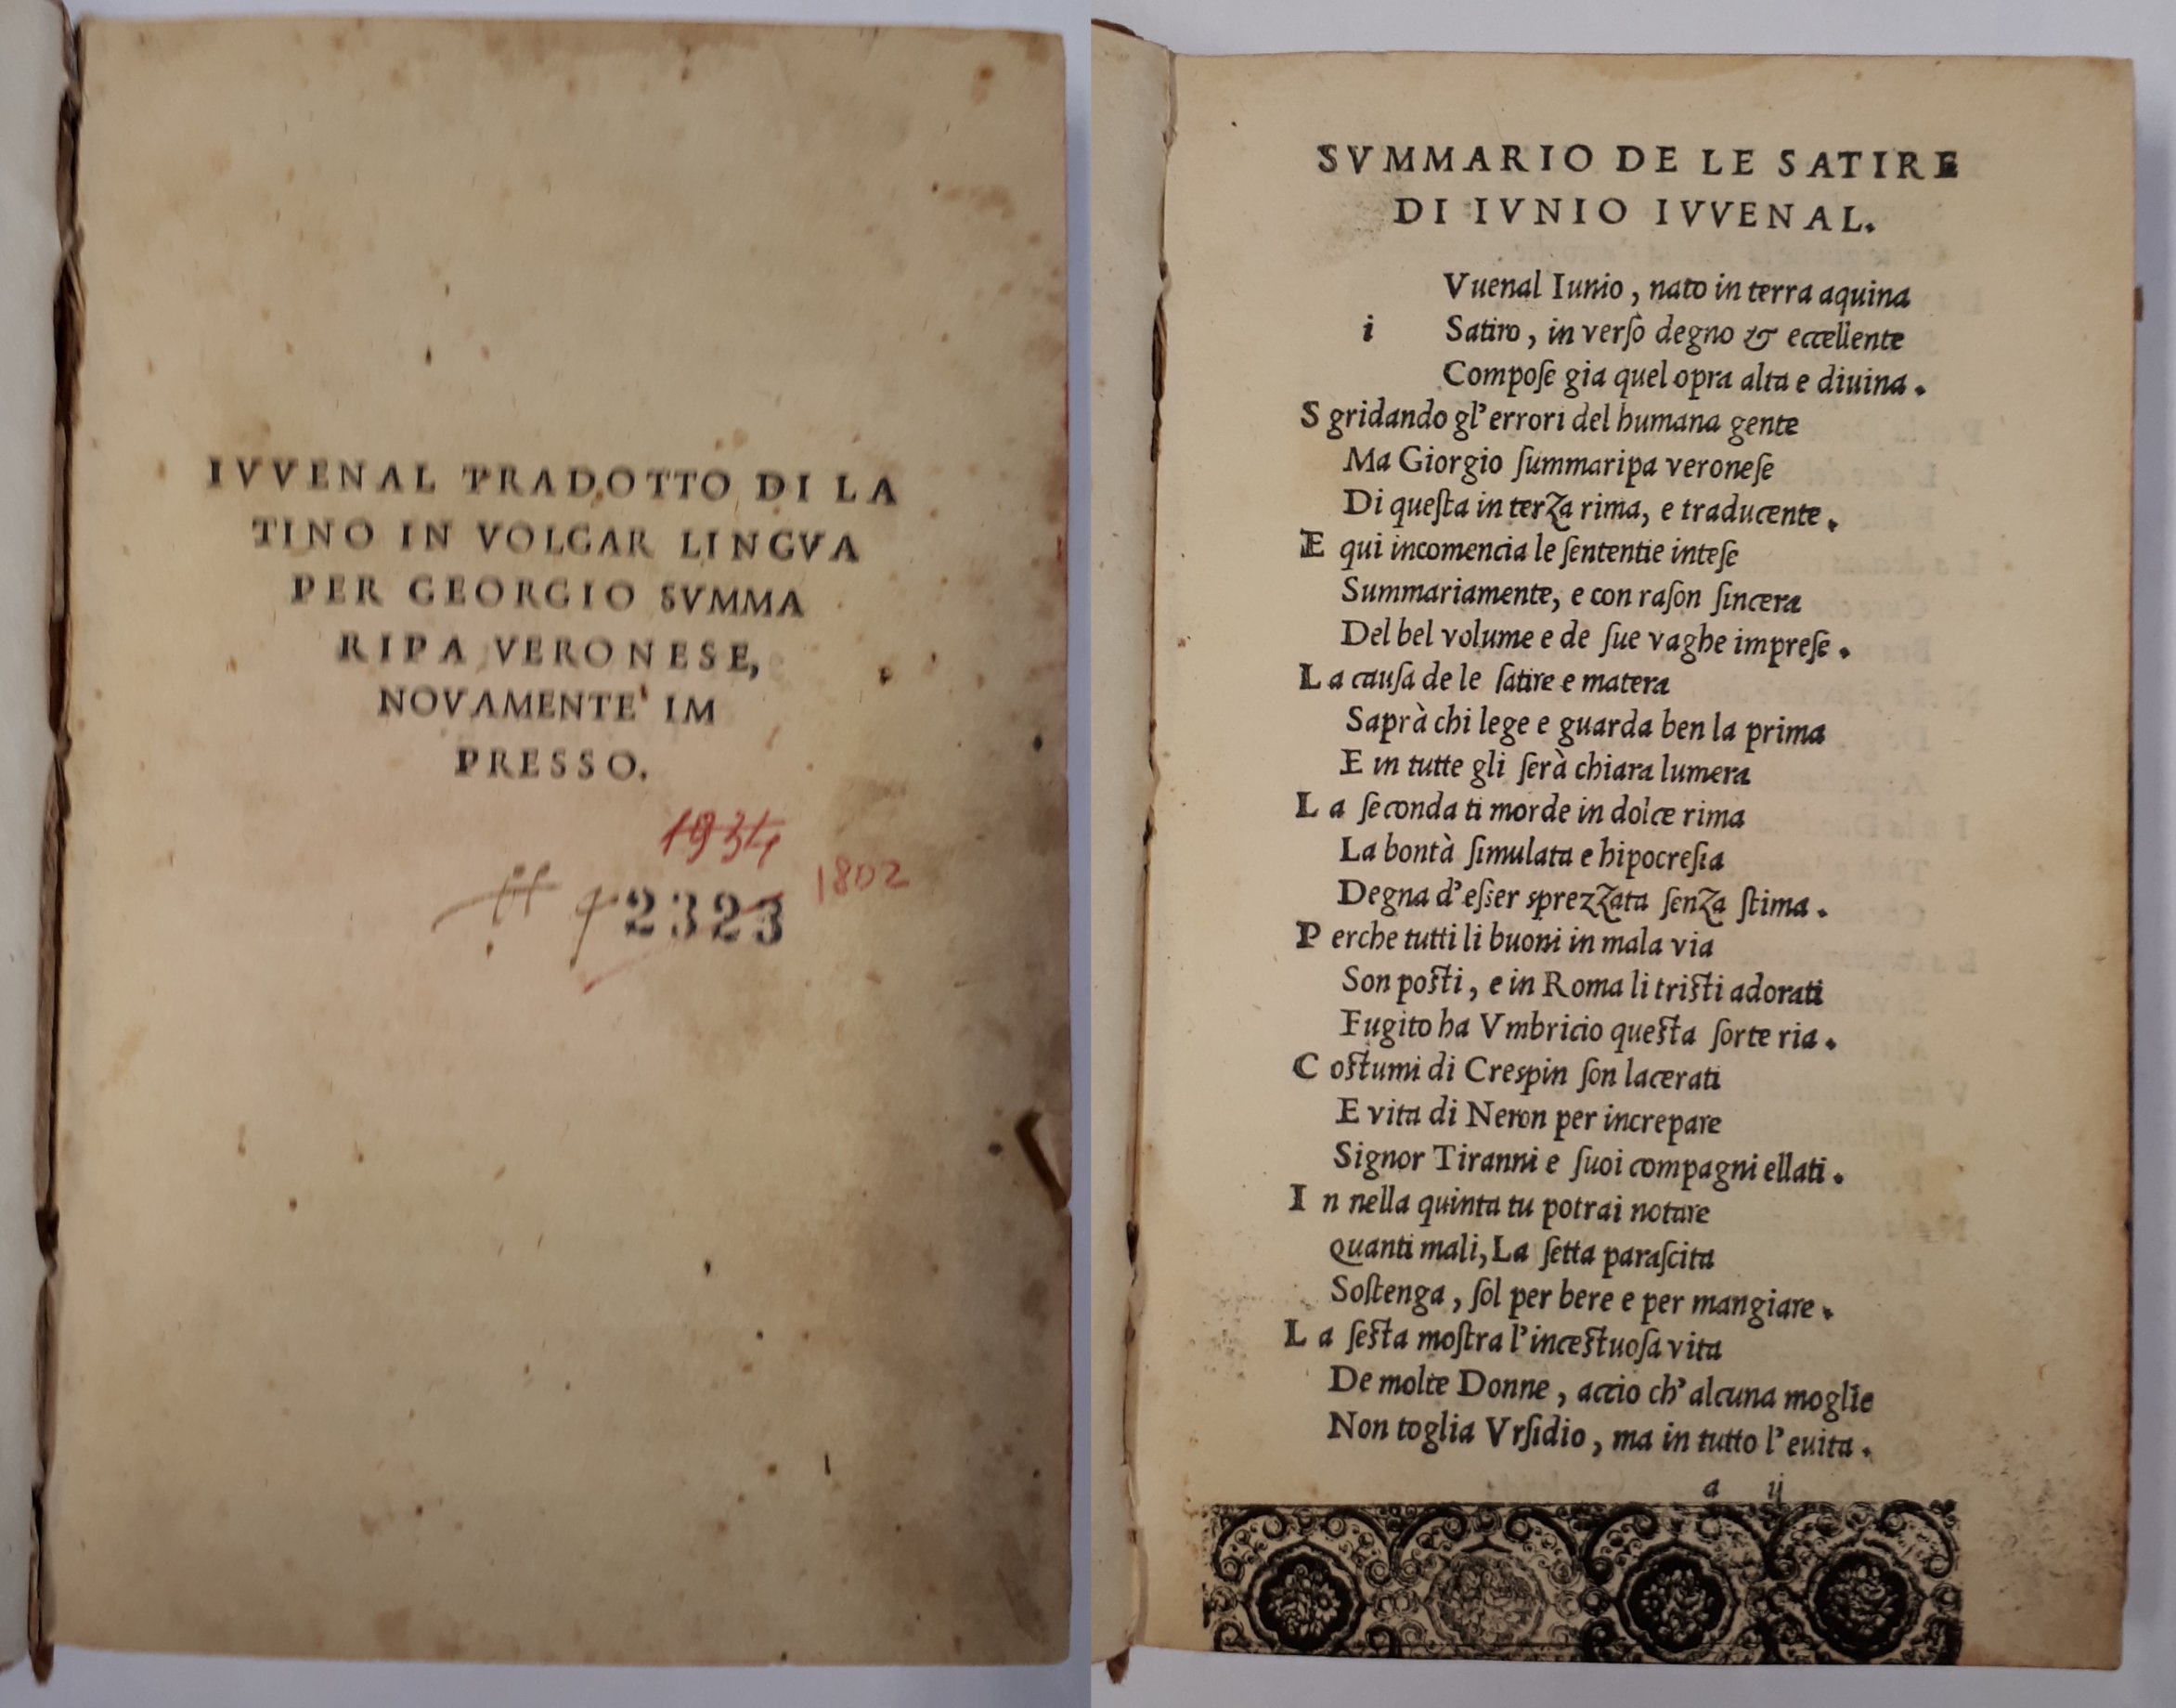 IVVENAL TRADOTTO DI LA
TINO IN VOLGAR LINGVA
PER GEORGIO SVMMA
RIPA VERONESE,
NOVAMENTE IM
PRESSO.
1934
1802
2323
SVMMARIO DE LE SATIRE
DI IVNIO IVVENAL.
Vuenal Iunio, nato in terra aquina
i Satiro, in verſo degno & eccellente
Compoſe gia quel opra alta e diuina.
S gridando gl'errori del humana gente
Ma Giorgio ſummaripa veroneſe
Di queſta in terza rima, e traducente.
E qui incomencia le ſententie inteſe
Summariamente, e con raſon ſincera
Del bel volume e de ſue vaghe impreſe.
L a cauſa de le ſatire e matera
Saprà chi lege e guarda ben la prima
E in tutte gli ſerà chiara lumera
L a ſeconda ti morde in dolce rima
La bontà ſimulata e hipocreſia
Degna d'eſſer sprezzata ſenza ſtima.
P erche tutti li buoni in mala via
Son poſti, e in Roma li triſti adorati
Fugito ha Vmbricio queſta ſorte ria.
C oſtumi di Crespin ſon lacerati
E vita di Neron per increpare
Signor Tiranni e ſuoi compagni ellati.
I n nella quinta tu potrai notare
Quanti mali, La ſetta paraſcita
Soſtenga, ſol per bere e per mangiare.
L a ſeſta moſtra l'inceſtuoſa vita
De molte Donne, accio ch'alcuna moglie
Non toglia Vrſidio, ma in tutto l'euita.
a ij